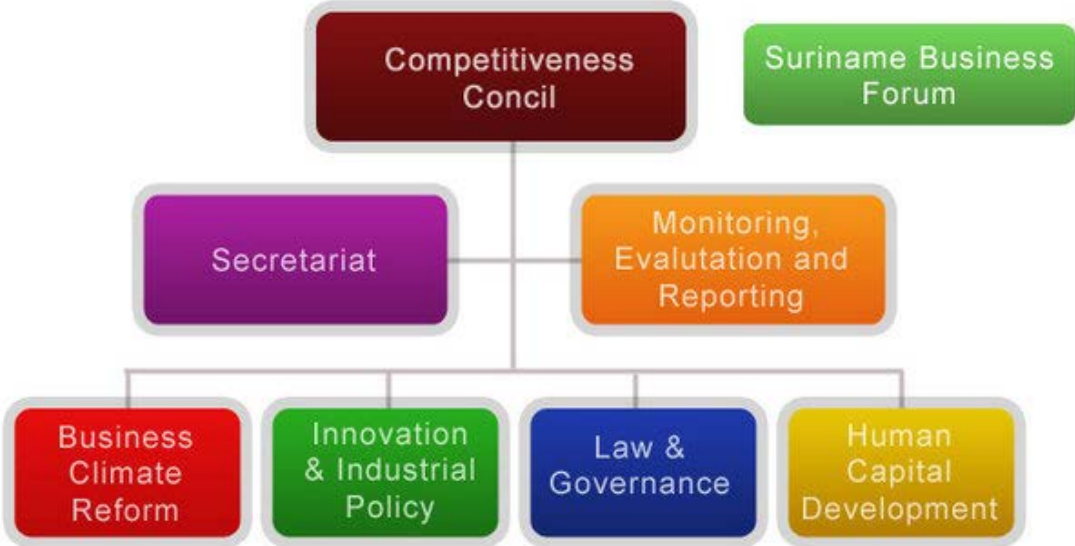 Competitiveness
Concil
Suriname Business
Forum
Secretariat
Monitoring,
Evalutation and
Reporting
Business
Climate
Reform
Innovation
& Industrial
Policy
Law &
Governance
Human
Capital
Development